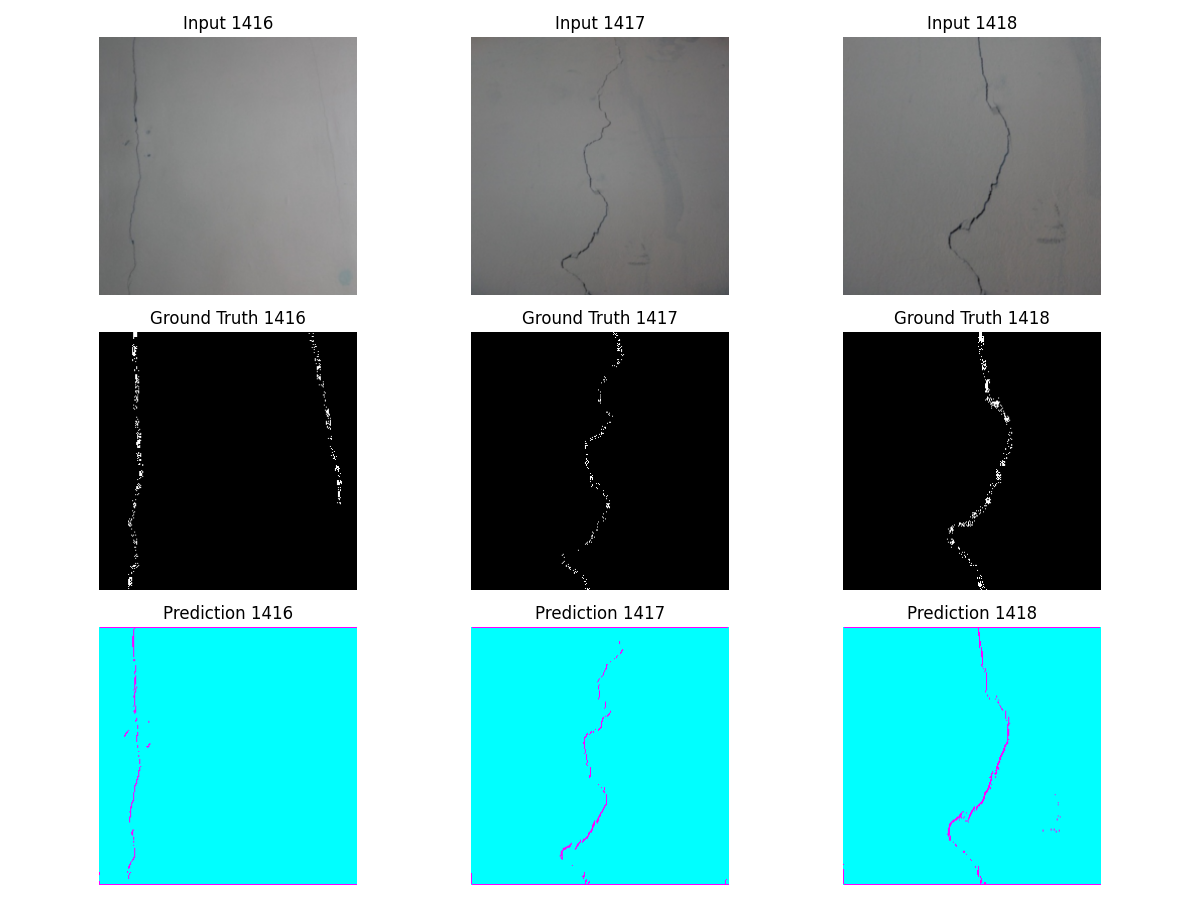 Input 1416
Input 1417
Input 1418
Ground Truth 1416
Ground Truth 1417
Ground Truth 1418
Prediction 1416
Prediction 1417
Prediction 1418